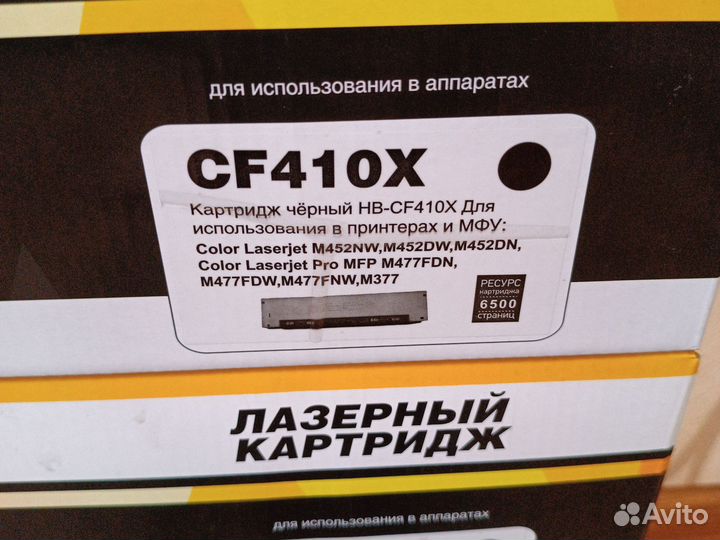 для использования в аппаратах
CF410X
Картридж чёрный HB-CF410X Для
использования в принтерах и МФУ:
Color Laserjet M452NW,M452DW,M452DN,
Color Laserjet Pro MFP M477FDN,
M477FDW,M477FNW,M377
РЕСУРС
картриджа
6500
страниц
ЛАЗЕРНЫЙ
КАРТРИДЖ
для использования в аппаратах
Avito